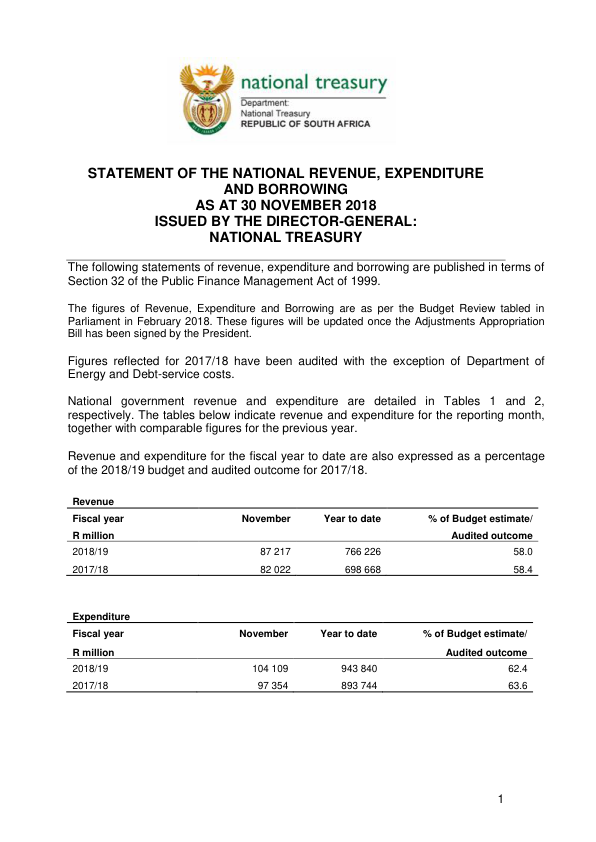 national treasury
Department:
National Treasury
REPUBLIC OF SOUTH AFRICA
STATEMENT OF THE NATIONAL REVENUE, EXPENDITURE
AND BORROWING
AS AT 30 NOVEMBER 2018
ISSUED BY THE DIRECTOR-GENERAL:
NATIONAL TREASURY
The following statements of revenue, expenditure and borrowing are published in terms of
Section 32 of the Public Finance Management Act of 1999.
The figures of Revenue, Expenditure and Borrowing are as per the Budget Review tabled in
Parliament in February 2018. These figures will be updated once the Adjustments Appropriation
Bill has been signed by the President.
Figures reflected for 2017/18 have been audited with the exception of Department of
Energy and Debt-service costs.
National government revenue and expenditure are detailed in Tables 1 and 2,
respectively. The tables below indicate revenue and expenditure for the reporting month,
together with comparable figures for the previous year.
Revenue and expenditure for the fiscal year to date are also expressed as a percentage
of the 2018/19 budget and audited outcome for 2017/18.
Revenue
Fiscal year November Year to date % of Budget estimate/
R million Audited outcome
2018/19 87 217 766 226 58.0
2017/18 82 022 698 668 58.4
Expenditure
Fiscal year November Year to date % of Budget estimate/
R million Audited outcome
2018/19 104 109 943 840 62.4
2017/18 97 354 893 744 63.6
1